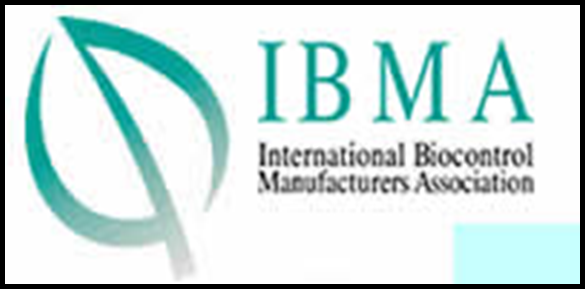 IBMA
International Biocontrol
Manufacturers Association